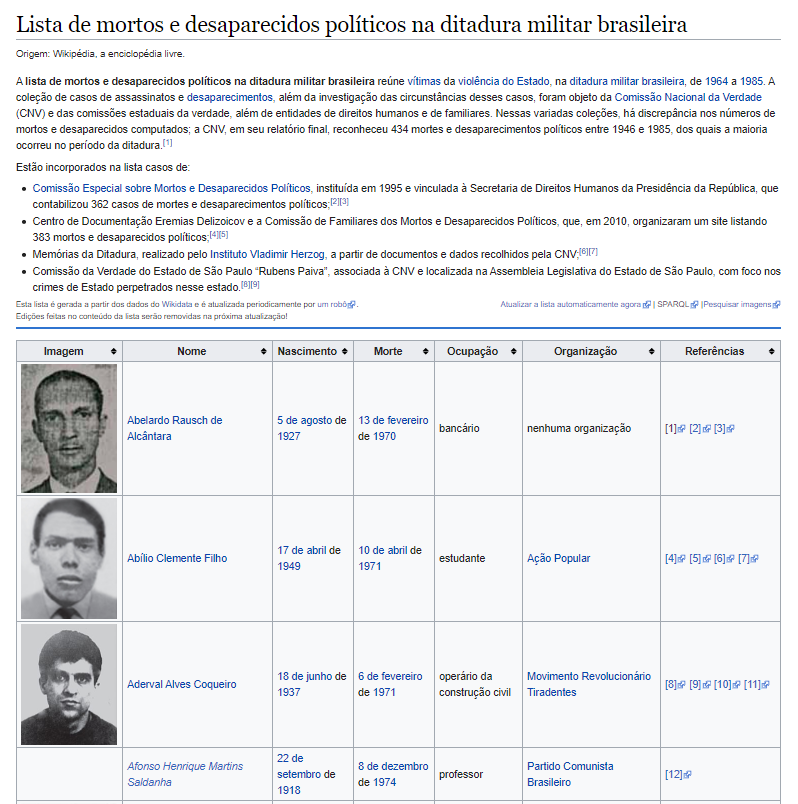 Lista de mortos e desaparecidos políticos na ditadura militar brasileira
Origem: Wikipédia, a enciclopédia livre.
A lista de mortos e desaparecidos políticos na ditadura militar brasileira reúne vítimas da violência do Estado, na ditadura militar brasileira, de 1964 a 1985. A
coleção de casos de assassinatos e desaparecimentos, além da investigação das circunstâncias desses casos, foram objeto da Comissão Nacional da Verdade
(CNV) e das comissões estaduais da verdade, além de entidades de direitos humanos e de familiares. Nessas variadas coleções, há discrepância nos números de
mortos e desaparecidos computados; a CNV, em seu relatório final, reconheceu 434 mortes e desaparecimentos políticos entre 1946 e 1985, dos quais a maioria
ocorreu no período da ditadura.[1]
Estão incorporados na lista casos de:
• Comissão Especial sobre Mortos e Desaparecidos Políticos, instituída em 1995 e vinculada à Secretaria de Direitos Humanos da Presidência da República, que
contabilizou 362 casos de mortes e desaparecimentos políticos;[2][3]
• Centro de Documentação Eremias Delizoicov e a Comissão de Familiares dos Mortos e Desaparecidos Políticos, que, em 2010, organizaram um site listando
383 mortos e desaparecidos políticos;[4][5]
• Memórias da Ditadura, realizado pelo Instituto Vladimir Herzog, a partir de documentos e dados recolhidos pela CNV;[6][7]
• Comissão da Verdade do Estado de São Paulo “Rubens Paiva”, associada à CNV e localizada na Assembleia Legislativa do Estado de São Paulo, com foco nos
crimes de Estado perpetrados nesse estado.[8][9]
Esta lista é gerada a partir dos dados do Wikidata e é atualizada periodicamente por um robô. Atualizar a lista automaticamente agora | SPARQL |Pesquisar imagens
Edições feitas no conteúdo da lista serão removidas na próxima atualização!
Imagem Nome Nascimento Morte Ocupação Organização Referências
Abelardo Rausch de
Alcântara
5 de agosto de
1927
13 de fevereiro
de 1970
bancário
nenhuma organização
[1] [2] [3]
Abílio Clemente Filho
17 de abril de
1949
10 de abril de
1971
estudante
Ação Popular
[4] [5] [6] [7]
Aderval Alves Coqueiro
18 de junho de
1937
6 de fevereiro
de 1971
operário da
construção civil
Movimento Revolucionário
Tiradentes
[8] [9] [10] [11]
Afonso Henrique Martins
Saldanha
22 de
setembro de
1918
8 de dezembro
de 1974
professor
Partido Comunista
Brasileiro
[12]